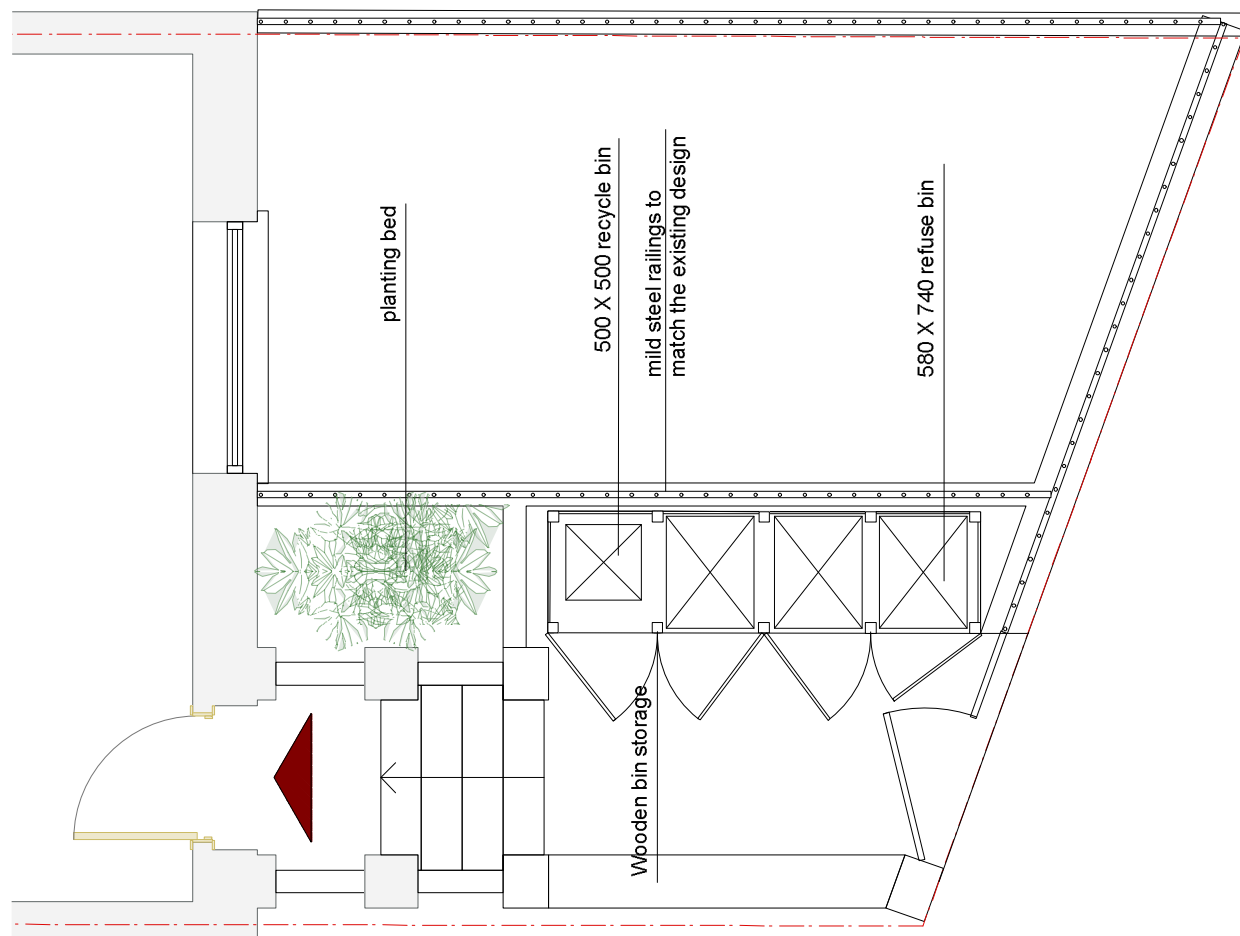 planting bed
500 X 500 recycle bin
mild steel railings to
match the existing design
580 X 740 refuse bin
Wooden bin storage